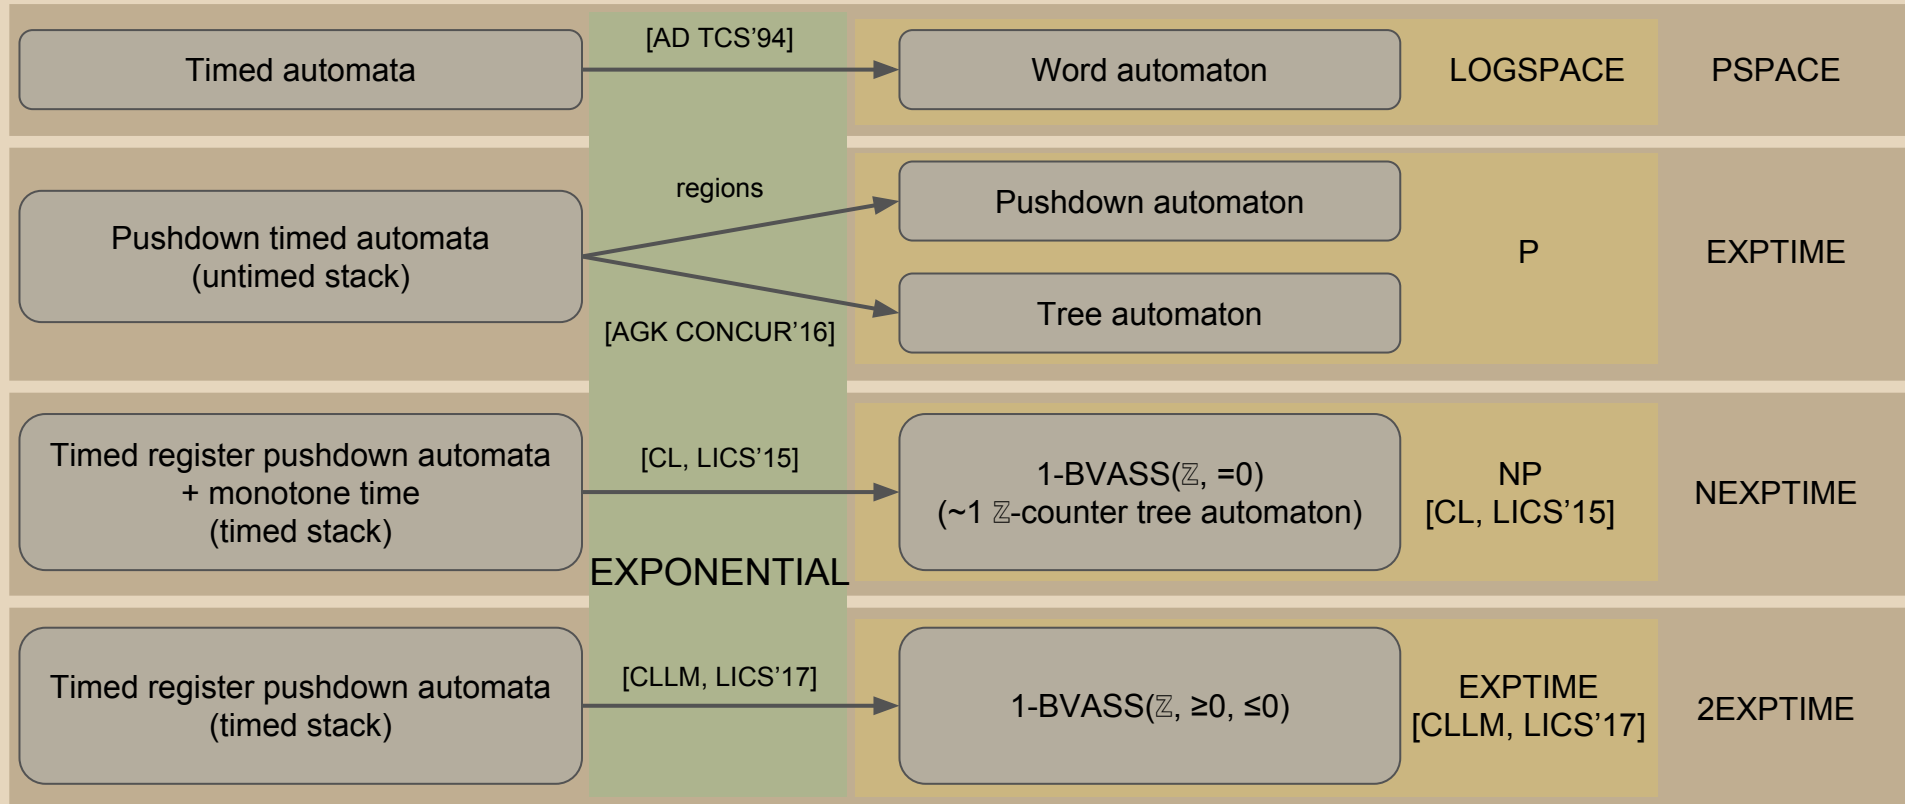 Timed automata
[AD TCS’94]
Word automaton
LOGSPACE
PSPACE
Pushdown timed automata
(untimed stack)
regions
[AGK CONCUR’16]
Pushdown automaton
Tree automaton
P
EXPTIME
Timed register pushdown automata
+ monotone time
(timed stack)
[CL, LICS’15]
1-BVASS(ℤ, =0)
(~1 ℤ-counter tree automaton)
NP
[CL, LICS’15]
NEXPTIME
EXPONENTIAL
Timed register pushdown automata
(timed stack)
[CLLM, LICS’17]
1-BVASS(ℤ, ≥0, ≤0)
EXPTIME
[CLLM, LICS’17]
2EXPTIME